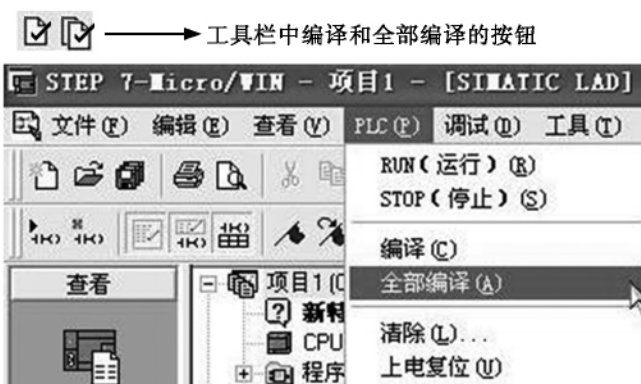 工具栏中编译和全部编译的按钮
STEP 7-Micro/WIN - 项目1 - [SIMATIC LAD]
文件(F) 编辑(E) 查看(V) PLC(P) 调试(D) 工具(T)
RUN(运行)(R)
STOP(停止)(S)
编译(C)
全部编译(A)
清除(L)...
上电复位(U)
查看
项目1(C
新特
CPU
程序